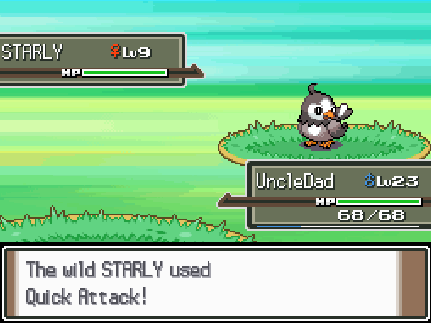 STARLY ♀Lv9
HP
UncleDad ♂Lv23
HP
68/68
The wild STARLY used
Quick Attack!